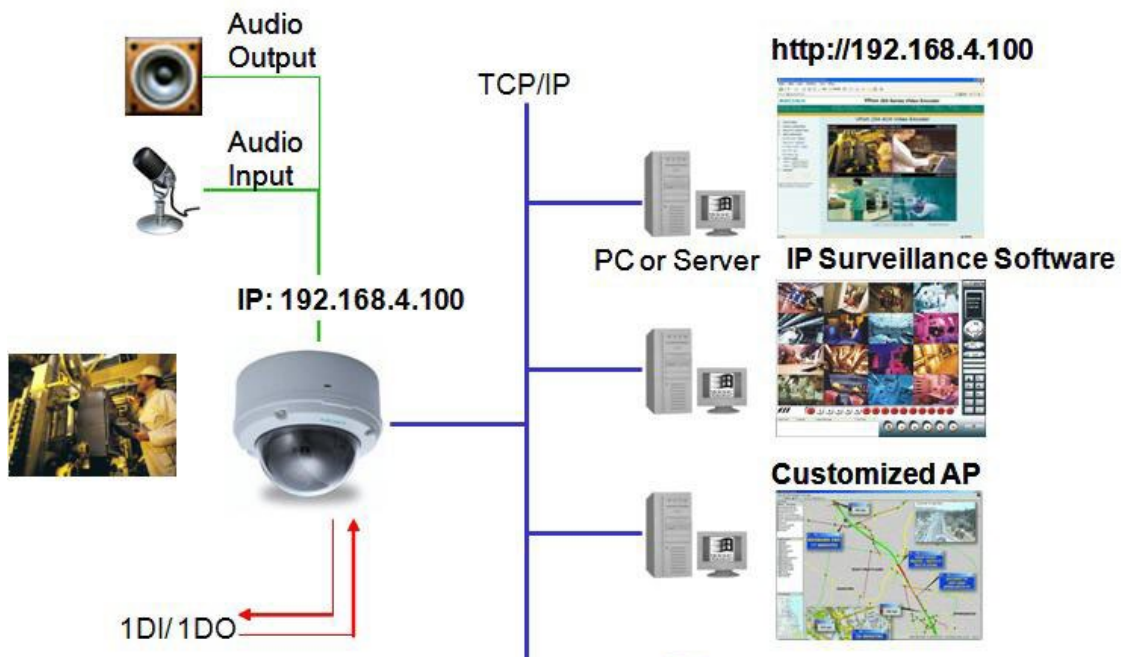 Audio
Output
http://192.168.4.100
TCP/IP
Audio
Input
PC or Server
IP Surveillance Software
IP: 192.168.4.100
Customized AP
1DI/ 1DO